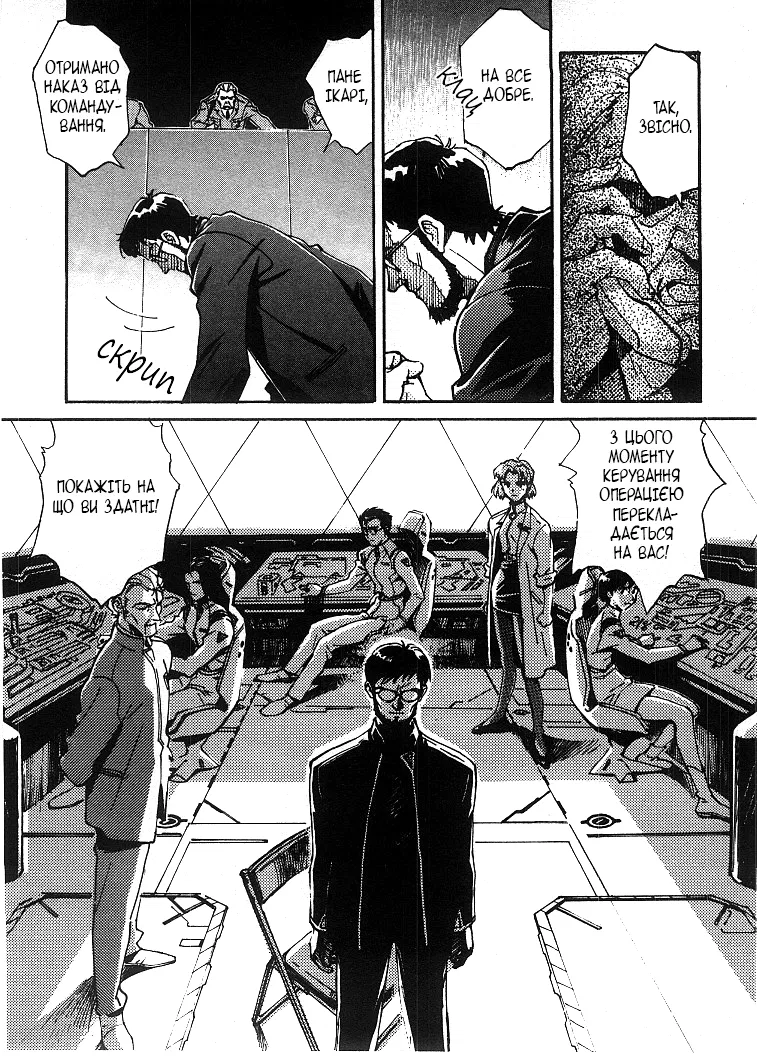 ТАК,
ЗВІСНО.
НА ВСЕ
ДОБРЕ.
клац
ПАНЕ
ІКАРІ,
ОТРИМАНО
НАКАЗ ВІД
КОМАНДУ-
ВАННЯ.
скрип
З ЦЬОГО
МОМЕНТУ
КЕРУВАННЯ
ОПЕРАЦІЄЮ
ПЕРЕКЛА-
ДАЄТЬСЯ
НА ВАС!
ПОКАЖІТЬ НА
ЩО ВИ ЗДАТНІ!